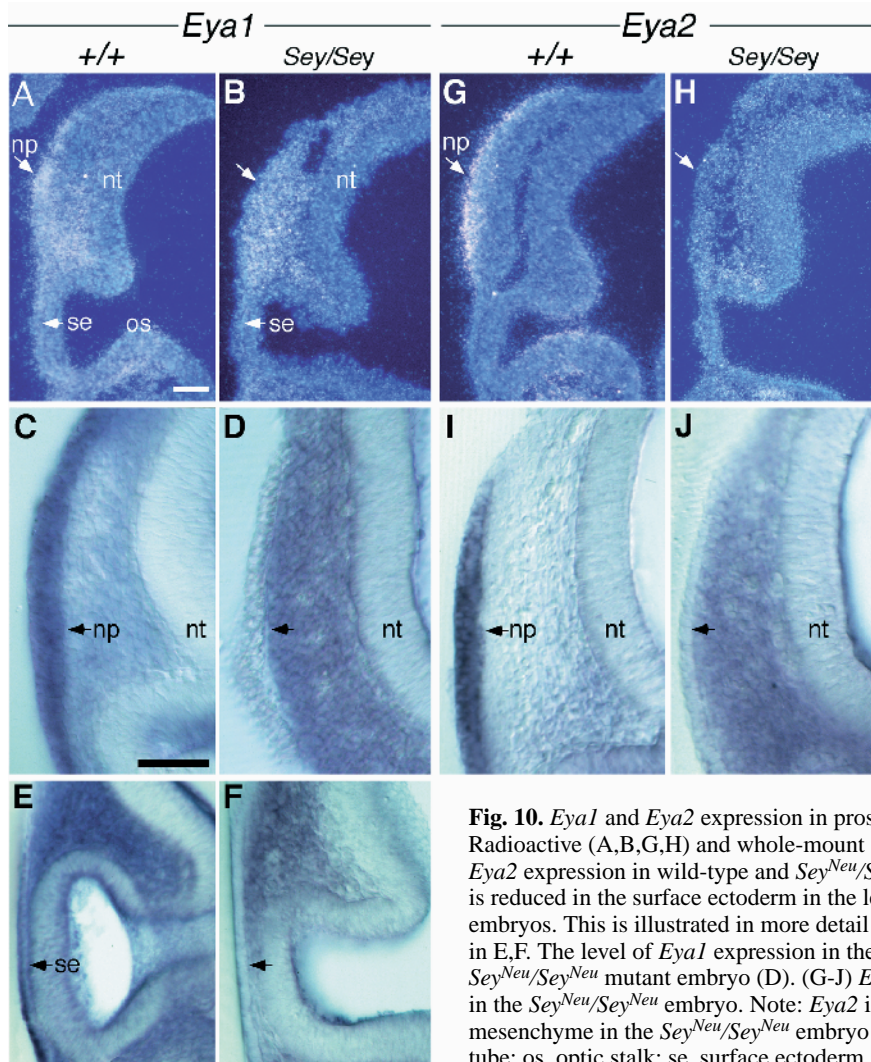 Eya1 Eya2
+/+ Sey/Sey +/+ Sey/Sey
A B G H
np np
nt nt
se os se
C D I J
np nt nt np nt nt
E F
se
Fig. 10. Eya1 and Eya2 expression in pros
Radioactive (A,B,G,H) and whole-mount
Eya2 expression in wild-type and SeyNeu/S
is reduced in the surface ectoderm in the le
embryos. This is illustrated in more detail
in E,F. The level of Eya1 expression in the
SeyNeu/SeyNeu mutant embryo (D). (G-J) E
in the SeyNeu/SeyNeu embryo. Note: Eya2 i
mesenchyme in the SeyNeu/SeyNeu embryo
tube; os, optic stalk; se, surface ectoderm